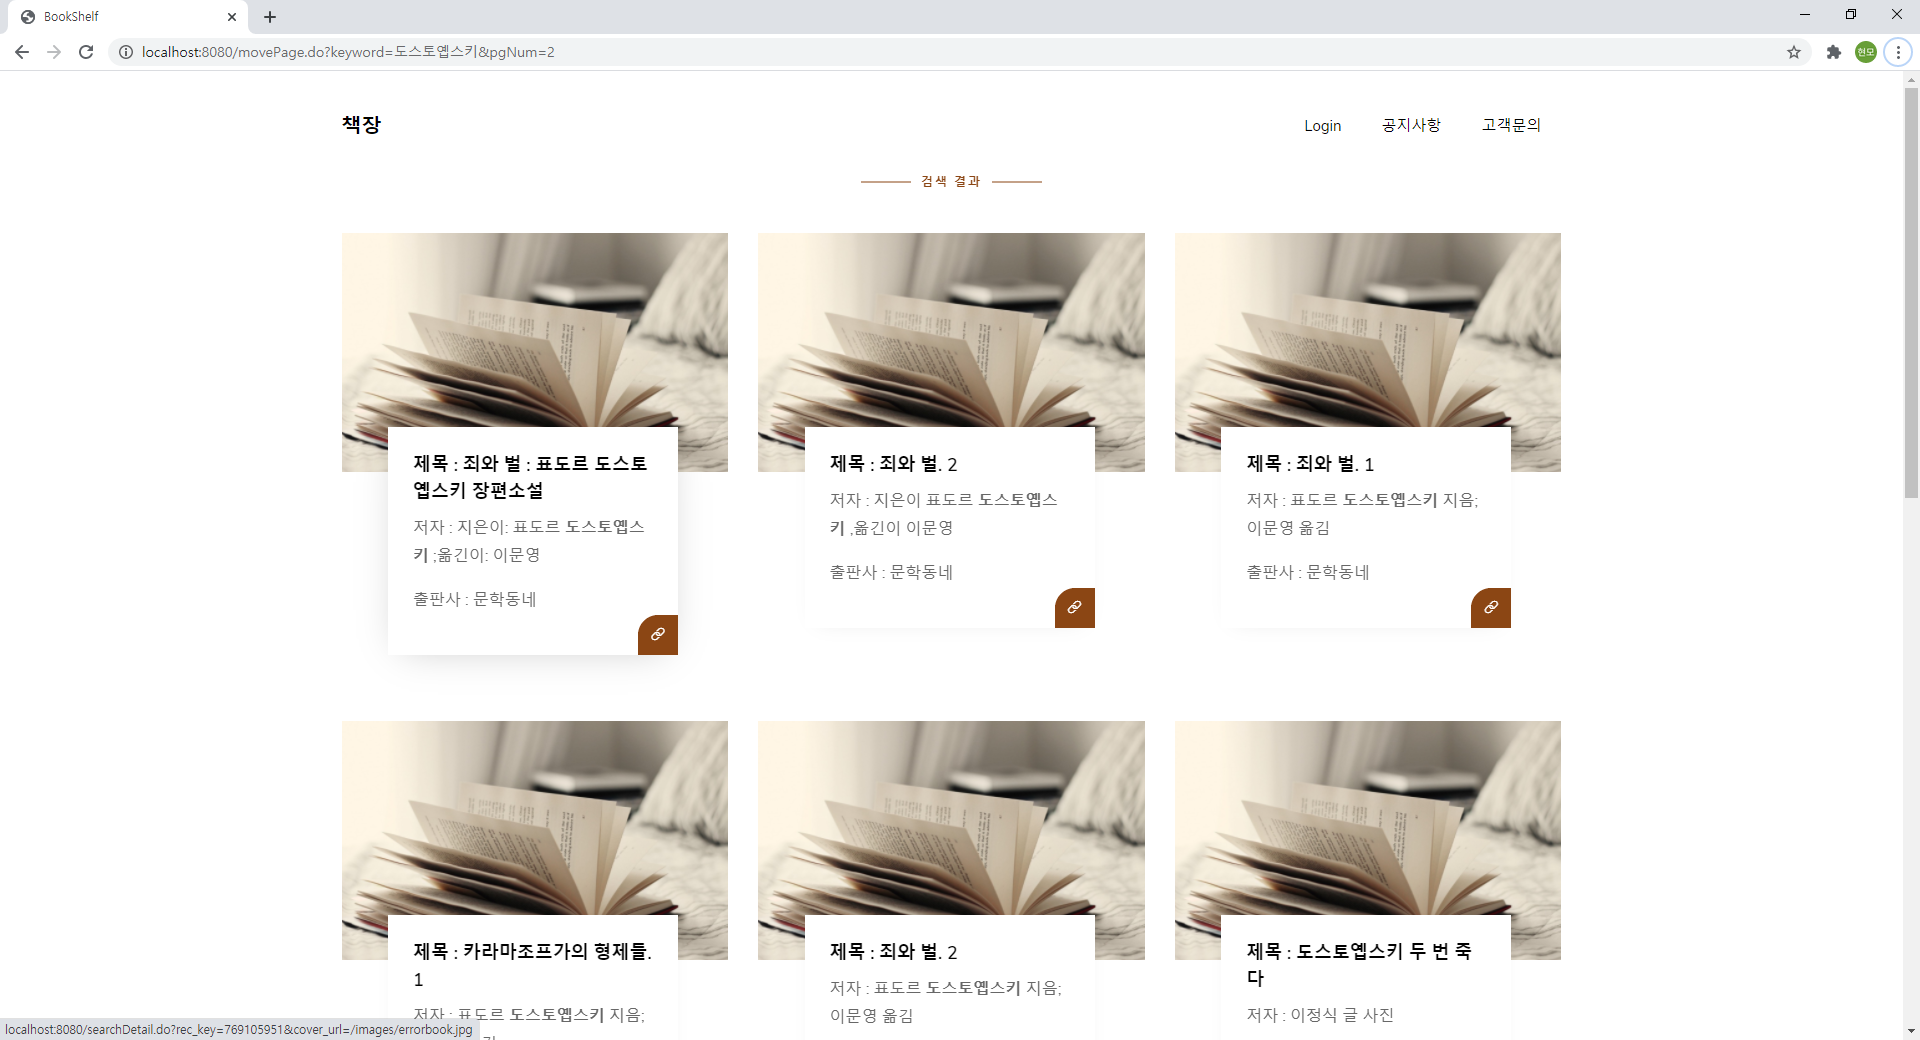 BookShelf
localhost:8080/movePage.do?keyword=도스토옙스키&pgNum=2
현모
책장
Login 공지사항 고객문의
검색 결과
제목 : 죄와 벌 : 표도르 도스토
옙스키 장편소설
저자 : 지은이: 표도르 도스토옙스
키 ;옮긴이: 이문영
출판사 : 문학동네
제목 : 죄와 벌. 2
저자 : 지은이 표도르 도스토옙스
키 ,옮긴이 이문영
출판사 : 문학동네
제목 : 죄와 벌. 1
저자 : 표도르 도스토옙스키 지음;
이문영 옮김
출판사 : 문학동네
제목 : 카라마조프가의 형제들.
1
저자 : 표도르 도스토옙스키 지음;
제목 : 죄와 벌. 2
저자 : 표도르 도스토옙스키 지음;
이문영 옮김
제목 : 도스토옙스키 두 번 죽
다
저자 : 이정식 글 사진
localhost:8080/searchDetail.do?rec_key=769105951&cover_url=/images/errorbook.jpg